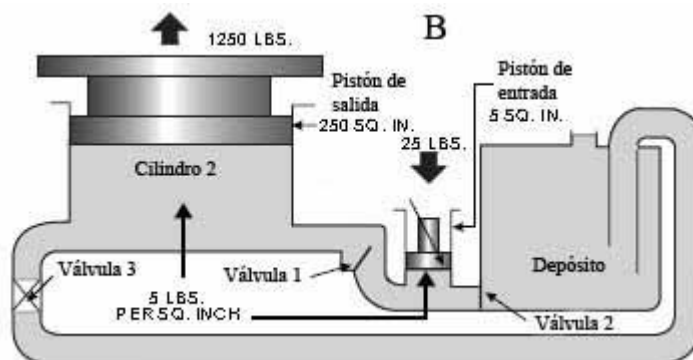 1250 LBS.
B
Pistón de
salida
250 SQ. IN.
Pistón de
entrada
5 SQ. IN.
25 LBS.
Cilindro 2
Depósito
Válvula 3
Válvula 1
5 LBS.
PER SQ. INCH
Válvula 2